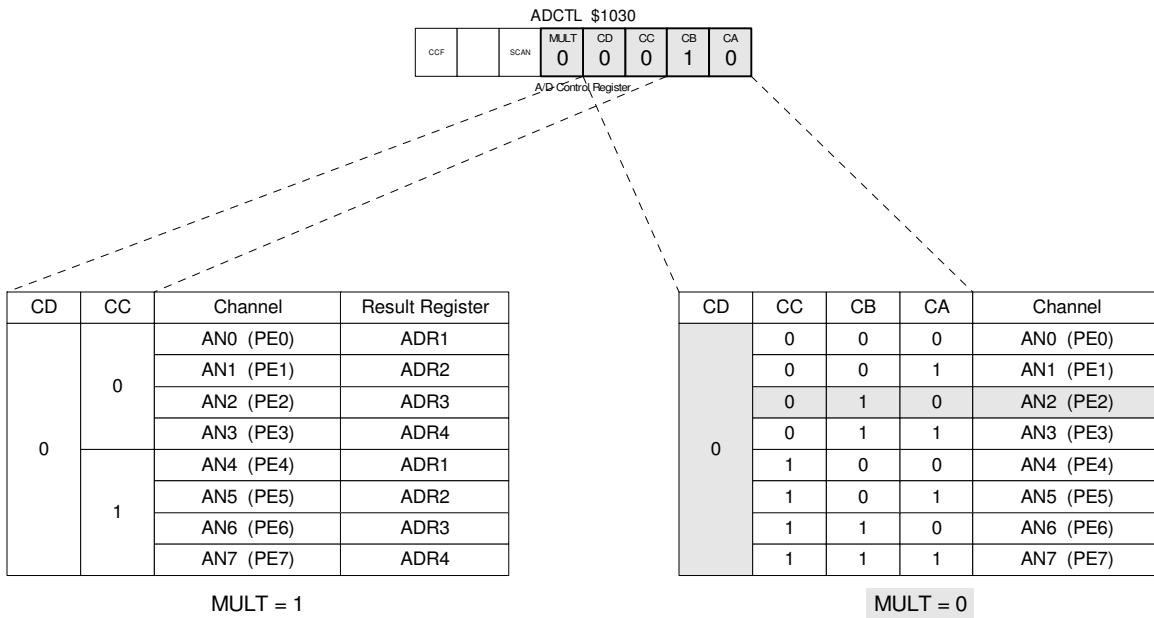 ADCTL $1030
CCF SCAN MULT CD CC CB CA
0 0 0 1 0
A/D Control Register
CD CC Channel Result Register
0
0
AN0 (PE0) ADR1
AN1 (PE1) ADR2
AN2 (PE2) ADR3
AN3 (PE3) ADR4
1
AN4 (PE4) ADR1
AN5 (PE5) ADR2
AN6 (PE6) ADR3
AN7 (PE7) ADR4
MULT = 1
CD CC CB CA Channel
0
0 0 0 AN0 (PE0)
0 0 1 AN1 (PE1)
0 1 0 AN2 (PE2)
0 1 1 AN3 (PE3)
1 0 0 AN4 (PE4)
1 0 1 AN5 (PE5)
1 1 0 AN6 (PE6)
1 1 1 AN7 (PE7)
MULT = 0